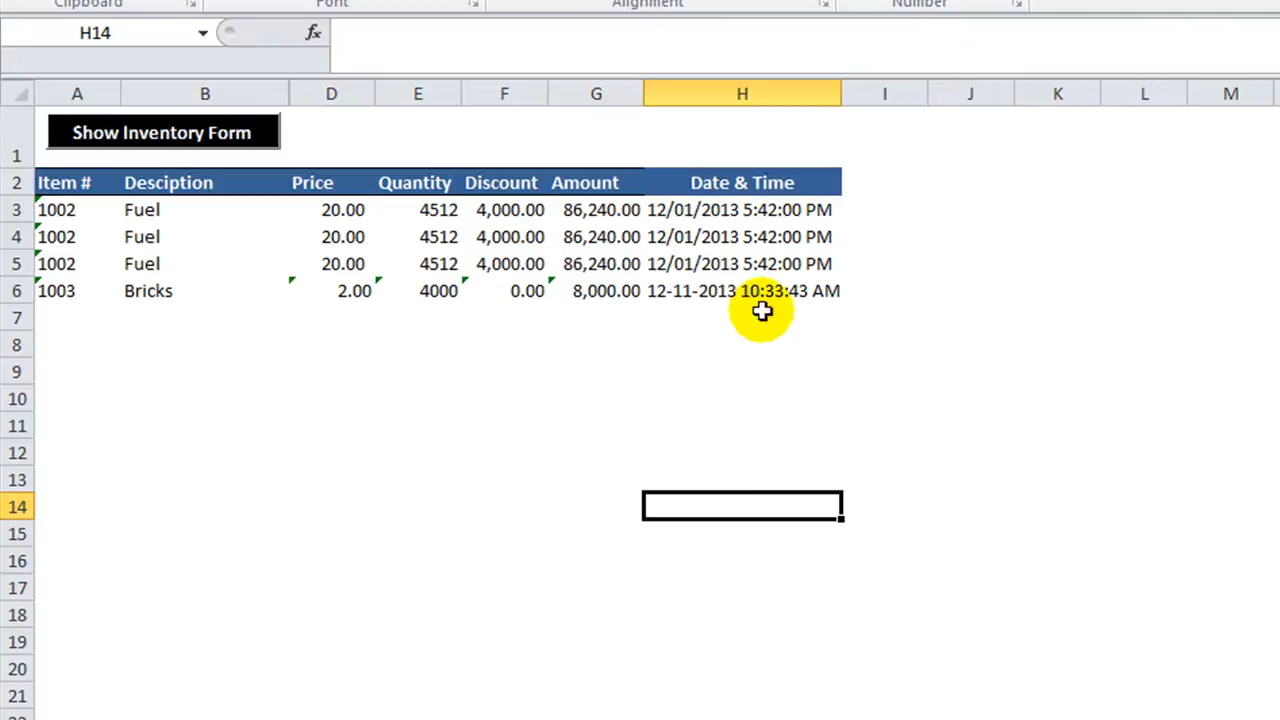 Clipboard Font Alignment Number
H14 fx
A B D E F G H I J K L M
Show Inventory Form
1
2 Item # Desciption Price Quantity Discount Amount Date & Time
3 1002 Fuel 20.00 4512 4,000.00 86,240.00 12/01/2013 5:42:00 PM
4 1002 Fuel 20.00 4512 4,000.00 86,240.00 12/01/2013 5:42:00 PM
5 1002 Fuel 20.00 4512 4,000.00 86,240.00 12/01/2013 5:42:00 PM
6 1003 Bricks 2.00 4000 0.00 8,000.00 12-11-2013 10:33:43 AM
7
8
9
10
11
12
13
14
15
16
17
18
19
20
21